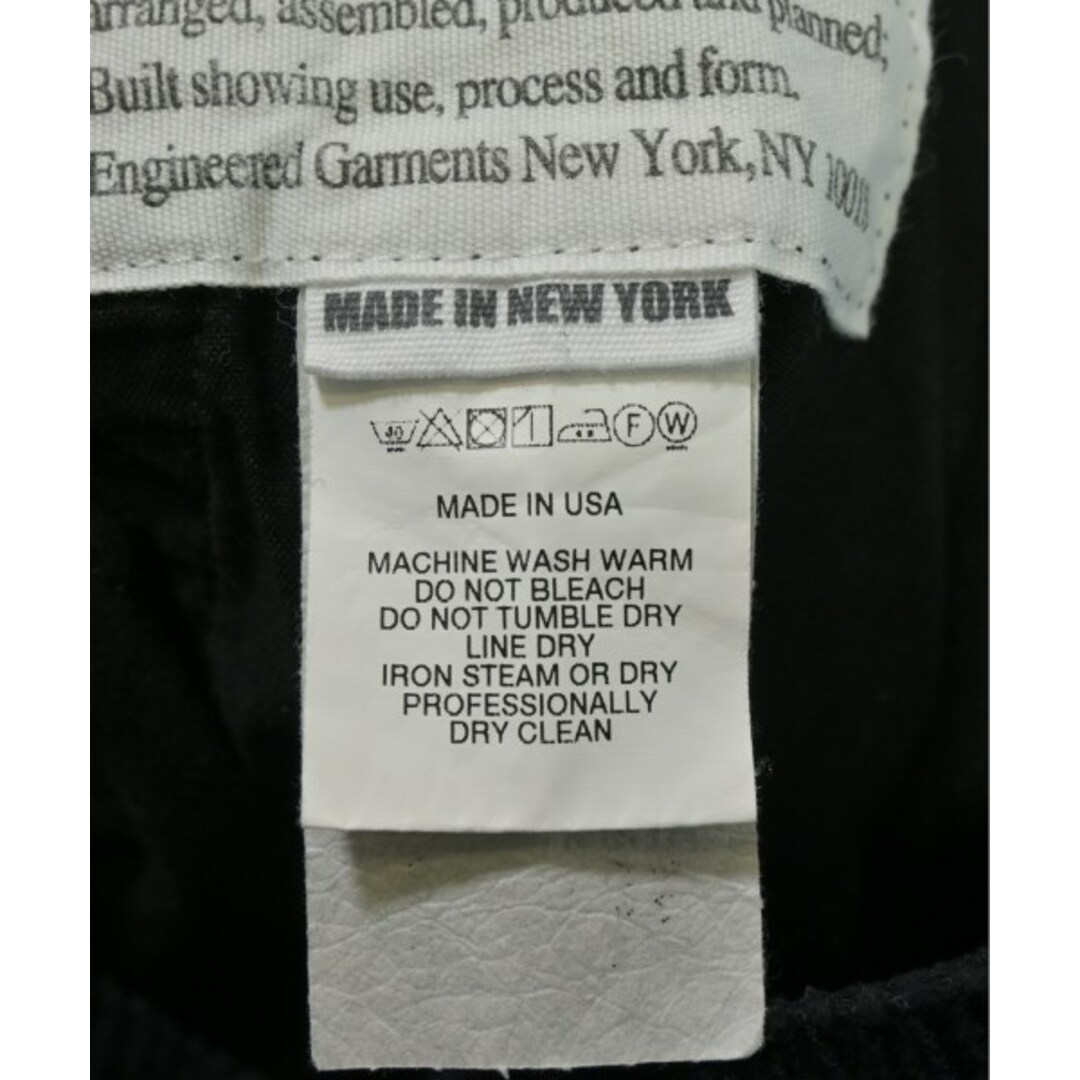 arranged, assembled, produced and planned;
Built showing use, process and form.
Engineered Garments New York, NY 10018
MADE IN NEW YORK
40 F W
MADE IN USA
MACHINE WASH WARM
DO NOT BLEACH
DO NOT TUMBLE DRY
LINE DRY
IRON STEAM OR DRY
PROFESSIONALLY
DRY CLEAN